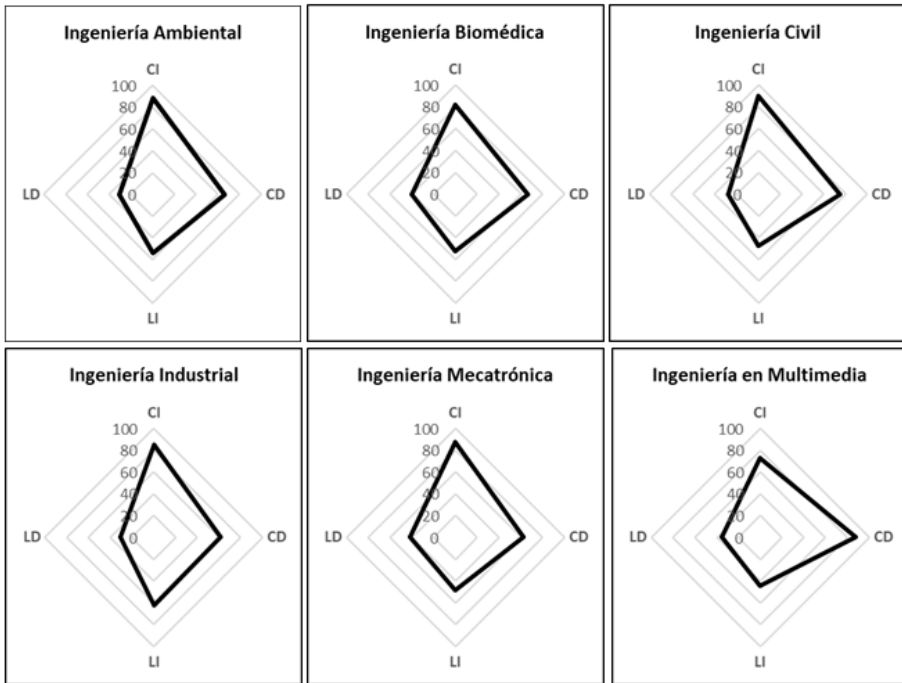 Ingeniería Ambiental
CI
100
80
60
40
20
0
LD
CD
LI
Ingeniería Biomédica
CI
100
80
60
40
20
0
LD
CD
LI
Ingeniería Civil
CI
100
80
60
40
20
0
LD
CD
LI
Ingeniería Industrial
CI
100
80
60
40
20
0
LD
CD
LI
Ingeniería Mecatrónica
CI
100
80
60
40
20
0
LD
CD
LI
Ingeniería en Multimedia
CI
100
80
60
40
20
0
LD
CD
LI